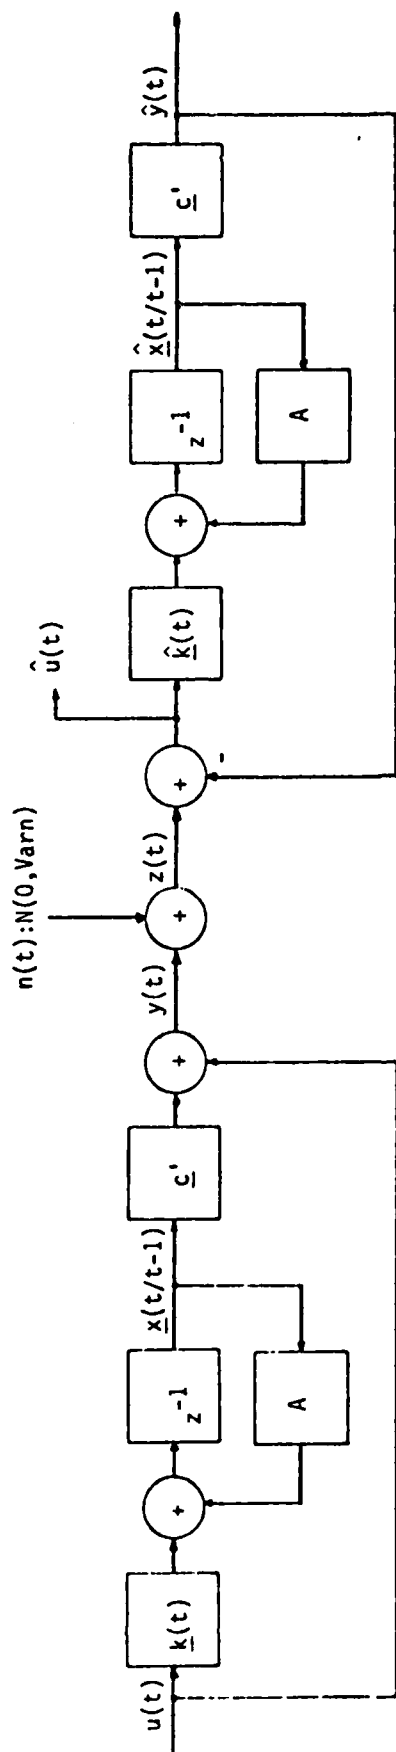 u(t)
k(t)
+
z⁻¹
A
x(t/t-1)
c'
+
y(t)
n(t):N(0,Varn)
+
z(t)
+
-
û(t)
k̂(t)
+
z⁻¹
A
x̂(t/t-1)
c'
ŷ(t)